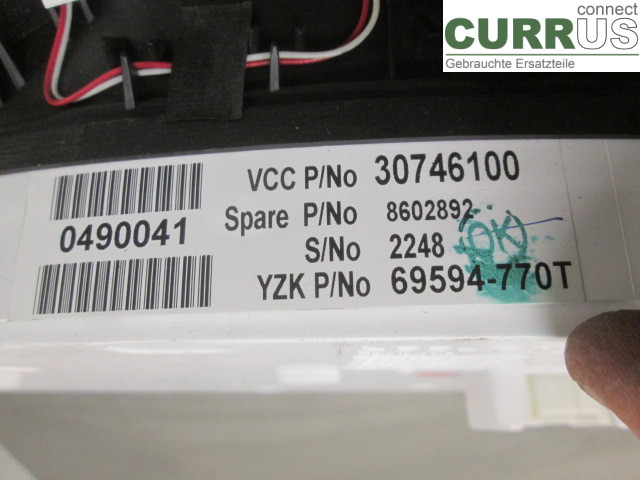 connect
CURRUS
Gebrauchte Ersatzteile
VCC P/No 30746100
Spare P/No 8602892
0490041
S/No 2248
OK
YZK P/No 69594-770T